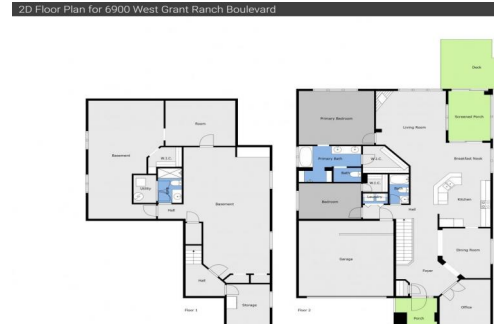 2D Floor Plan for 6900 West Grant Ranch Boulevard
Deck
Primary Bedroom
Living Room
Screened Porch
Room
Basement
W.I.C.
Primary Bath
W.I.C.
Breakfast Nook
Bath
Utility
W.I.C.
Bedroom
Laundry
Kitchen
Hall
Basement
Hall
Dining Room
Garage
Foyer
Hall
Storage
Office
Floor 1
Floor 2
Porch